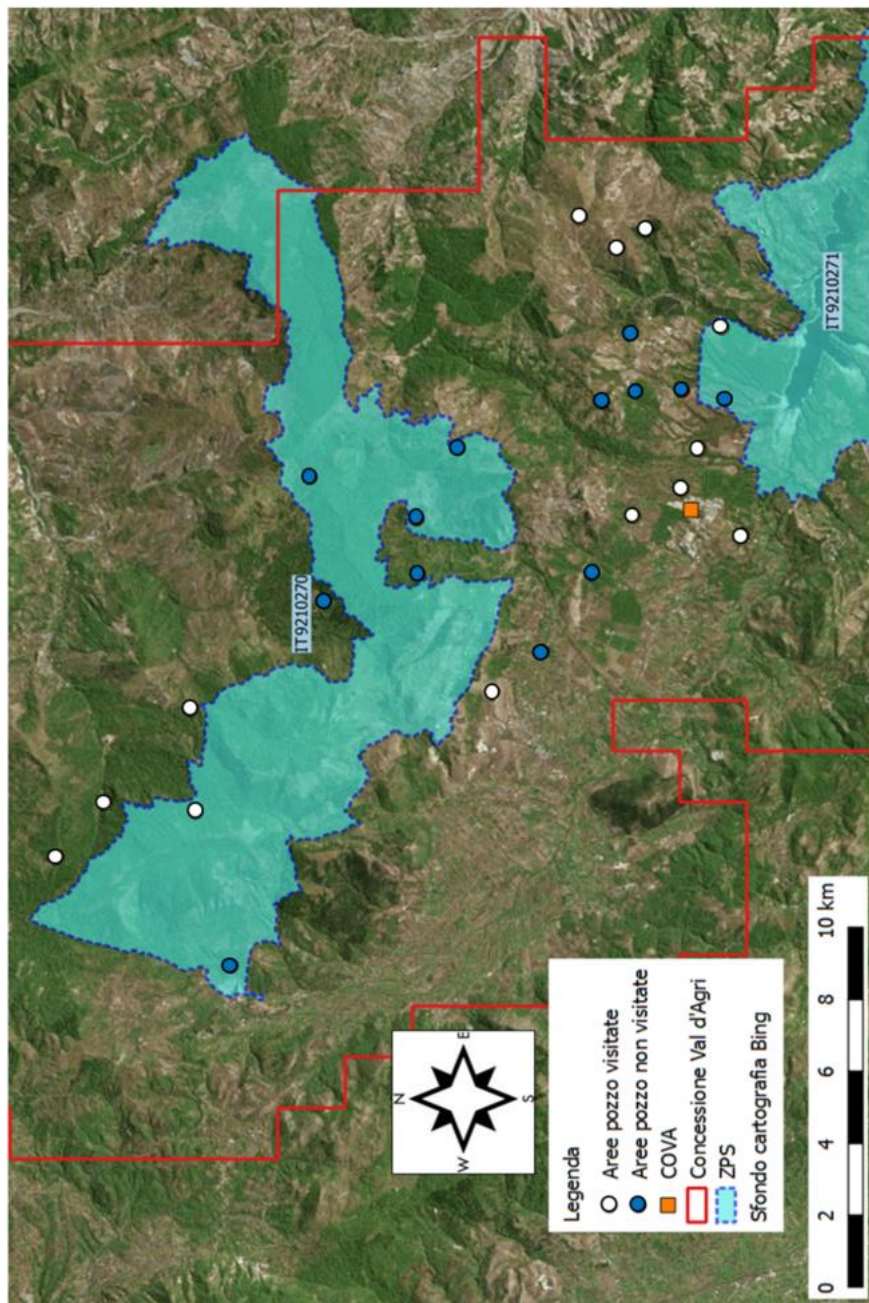 IT9210270
IT9210271
N
W
E
S
Legenda
Aree pozzo visitate
Aree pozzo non visitate
COVA
Concessione Val d'Agri
ZPS
Sfondo cartografia Bing
0 2 4 6 8 10 km